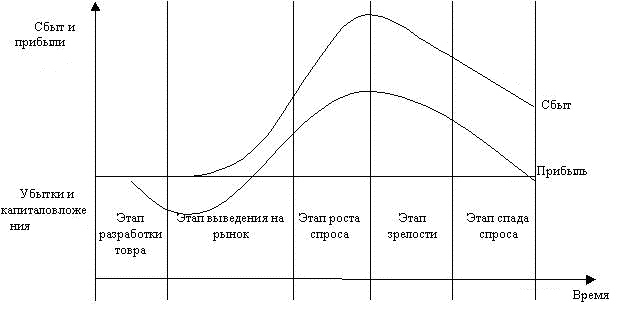 Сбыт и
прибыли
Сбыт
Прибыль
Убытки и
капиталовложе
ния
Этап
разработки
товра
Этап выведения на
рынок
Этап роста
спроса
Этап
зрелости
Этап спада
спроса
Время